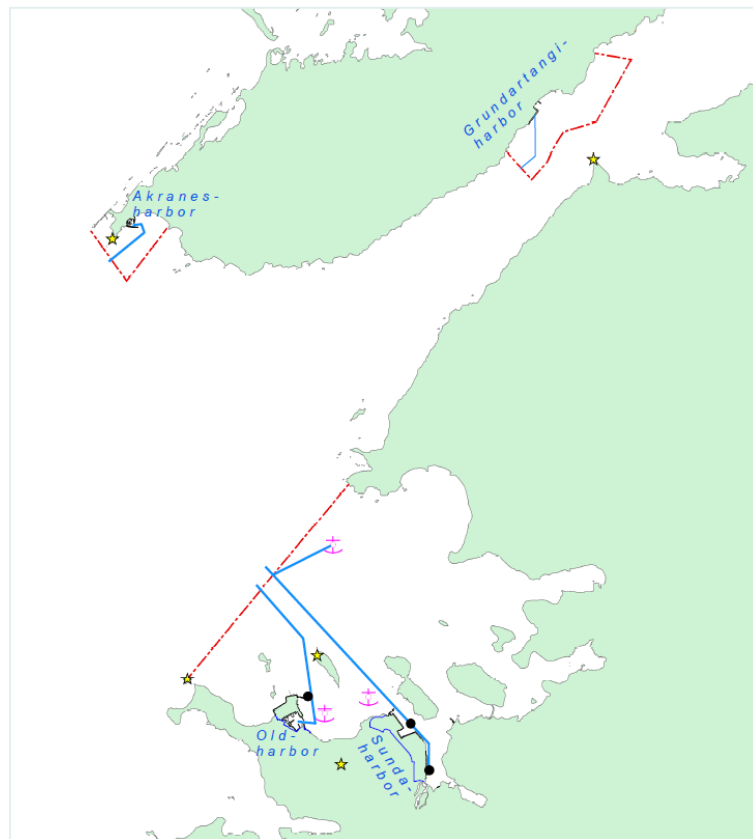 Grundartangi-
harbor
Akranes-
harbor
Old-
harbor
Sunda-
harbor